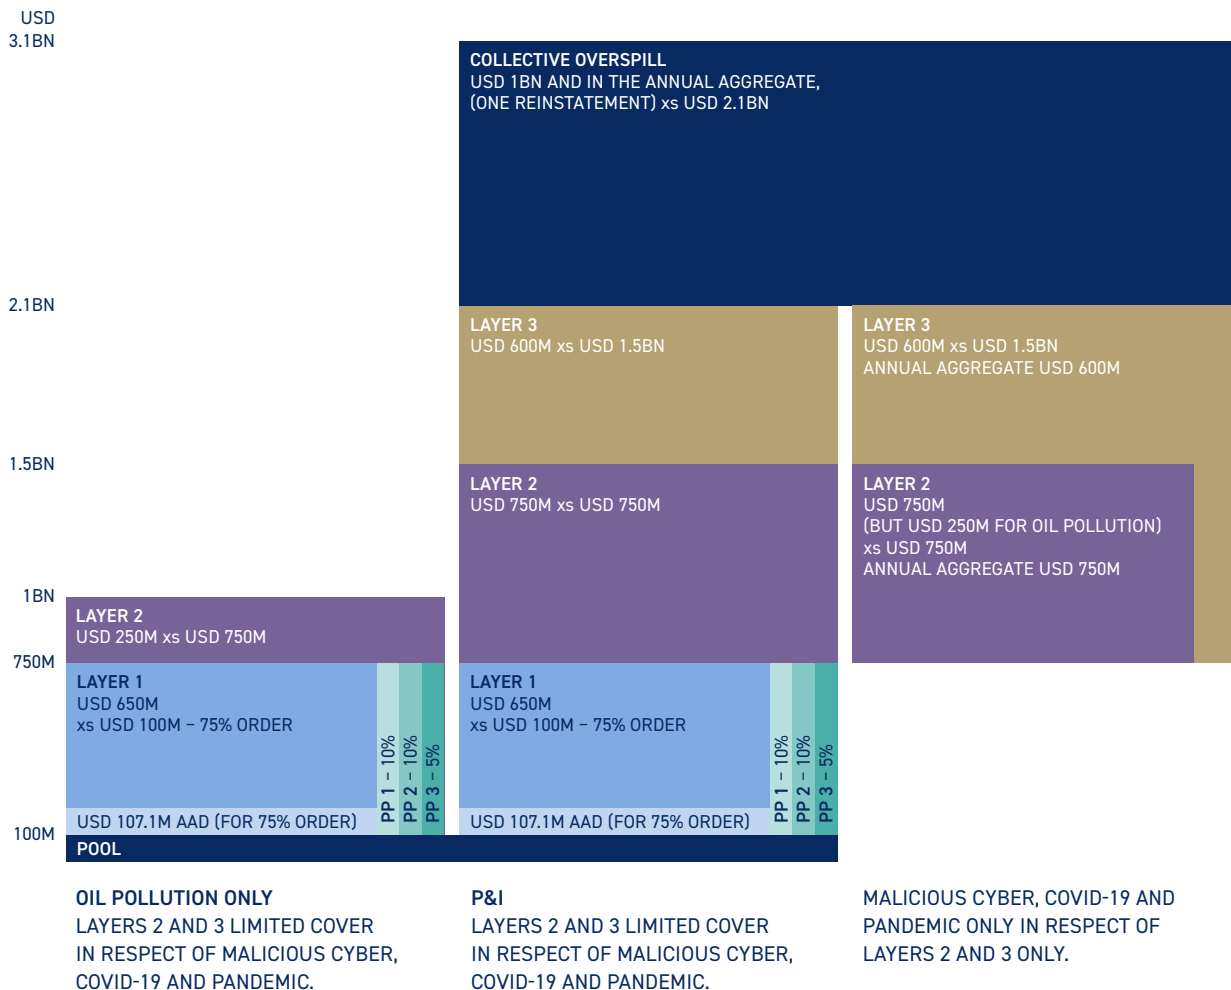 USD
3.1BN
COLLECTIVE OVERSPILL
USD 1BN AND IN THE ANNUAL AGGREGATE,
(ONE REINSTATEMENT) xs USD 2.1BN
2.1BN
LAYER 3
USD 600M xs USD 1.5BN
LAYER 3
USD 600M xs USD 1.5BN
ANNUAL AGGREGATE USD 600M
1.5BN
LAYER 2
USD 750M xs USD 750M
LAYER 2
USD 750M
(BUT USD 250M FOR OIL POLLUTION)
xs USD 750M
ANNUAL AGGREGATE USD 750M
1BN
LAYER 2
USD 250M xs USD 750M
750M
LAYER 1
USD 650M
xs USD 100M – 75% ORDER
PP 1 – 10%
PP 2 – 10%
PP 3 – 5%
USD 107.1M AAD (FOR 75% ORDER)
LAYER 1
USD 650M
xs USD 100M – 75% ORDER
PP 1 – 10%
PP 2 – 10%
PP 3 – 5%
USD 107.1M AAD (FOR 75% ORDER)
100M
POOL
OIL POLLUTION ONLY
LAYERS 2 AND 3 LIMITED COVER
IN RESPECT OF MALICIOUS CYBER,
COVID-19 AND PANDEMIC.
P&I
LAYERS 2 AND 3 LIMITED COVER
IN RESPECT OF MALICIOUS CYBER,
COVID-19 AND PANDEMIC.
MALICIOUS CYBER, COVID-19 AND
PANDEMIC ONLY IN RESPECT OF
LAYERS 2 AND 3 ONLY.